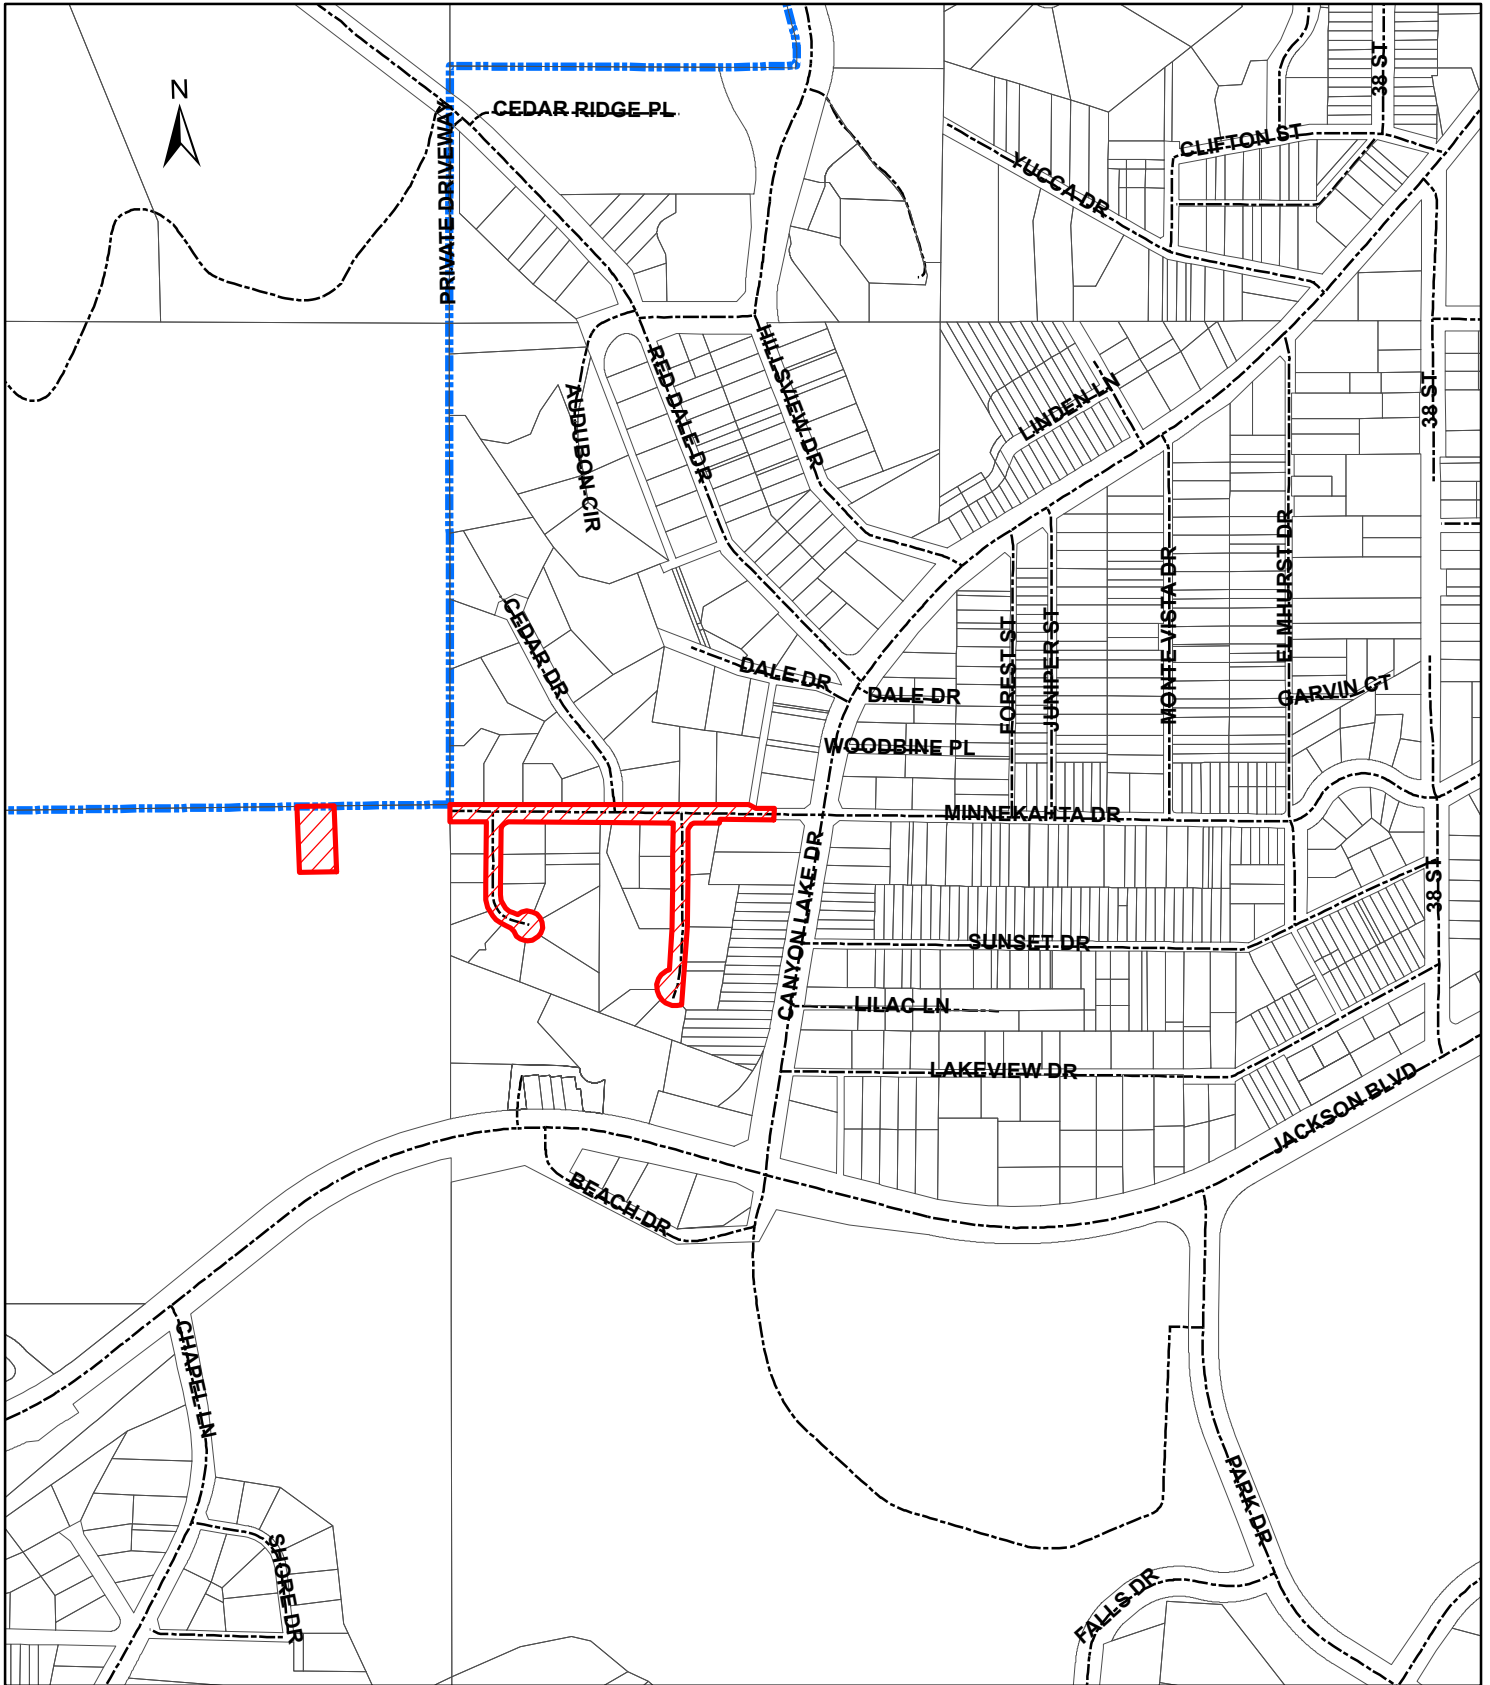 38 ST
N
CEDAR RIDGE PL
CLIFTON ST
YUCCA DR
PRIVATE DRIVEWAY
HILLSVIEW DR
RED DALE DR
AUDUBON CIR
LINDEN LN
38 ST
ELMHURST DR
MONTE VISTA DR
CEDAR DR
FOREST ST
JUNIPER ST
DALE DR
DALE DR
GARVIN CT
WOODBINE PL
MINNEKAHTA DR
CANYON LAKE DR
38 ST
SUNSET DR
LILAC LN
LAKEVIEW DR
JACKSON BLVD
BEACH DR
CHAPEL LN
PARK DR
SHORE DR
FALLS DR